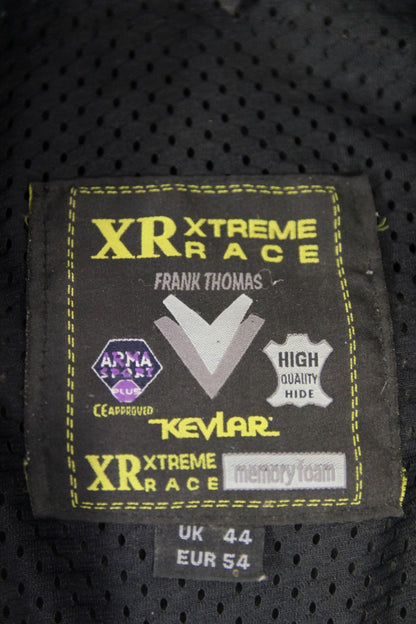 XR XTREME RACE
FRANK THOMAS
ARMA SPORT PLUS
CE APPROVED
HIGH QUALITY HIDE
KEVLAR
XR XTREME RACE memory foam
UK 44
EUR 54